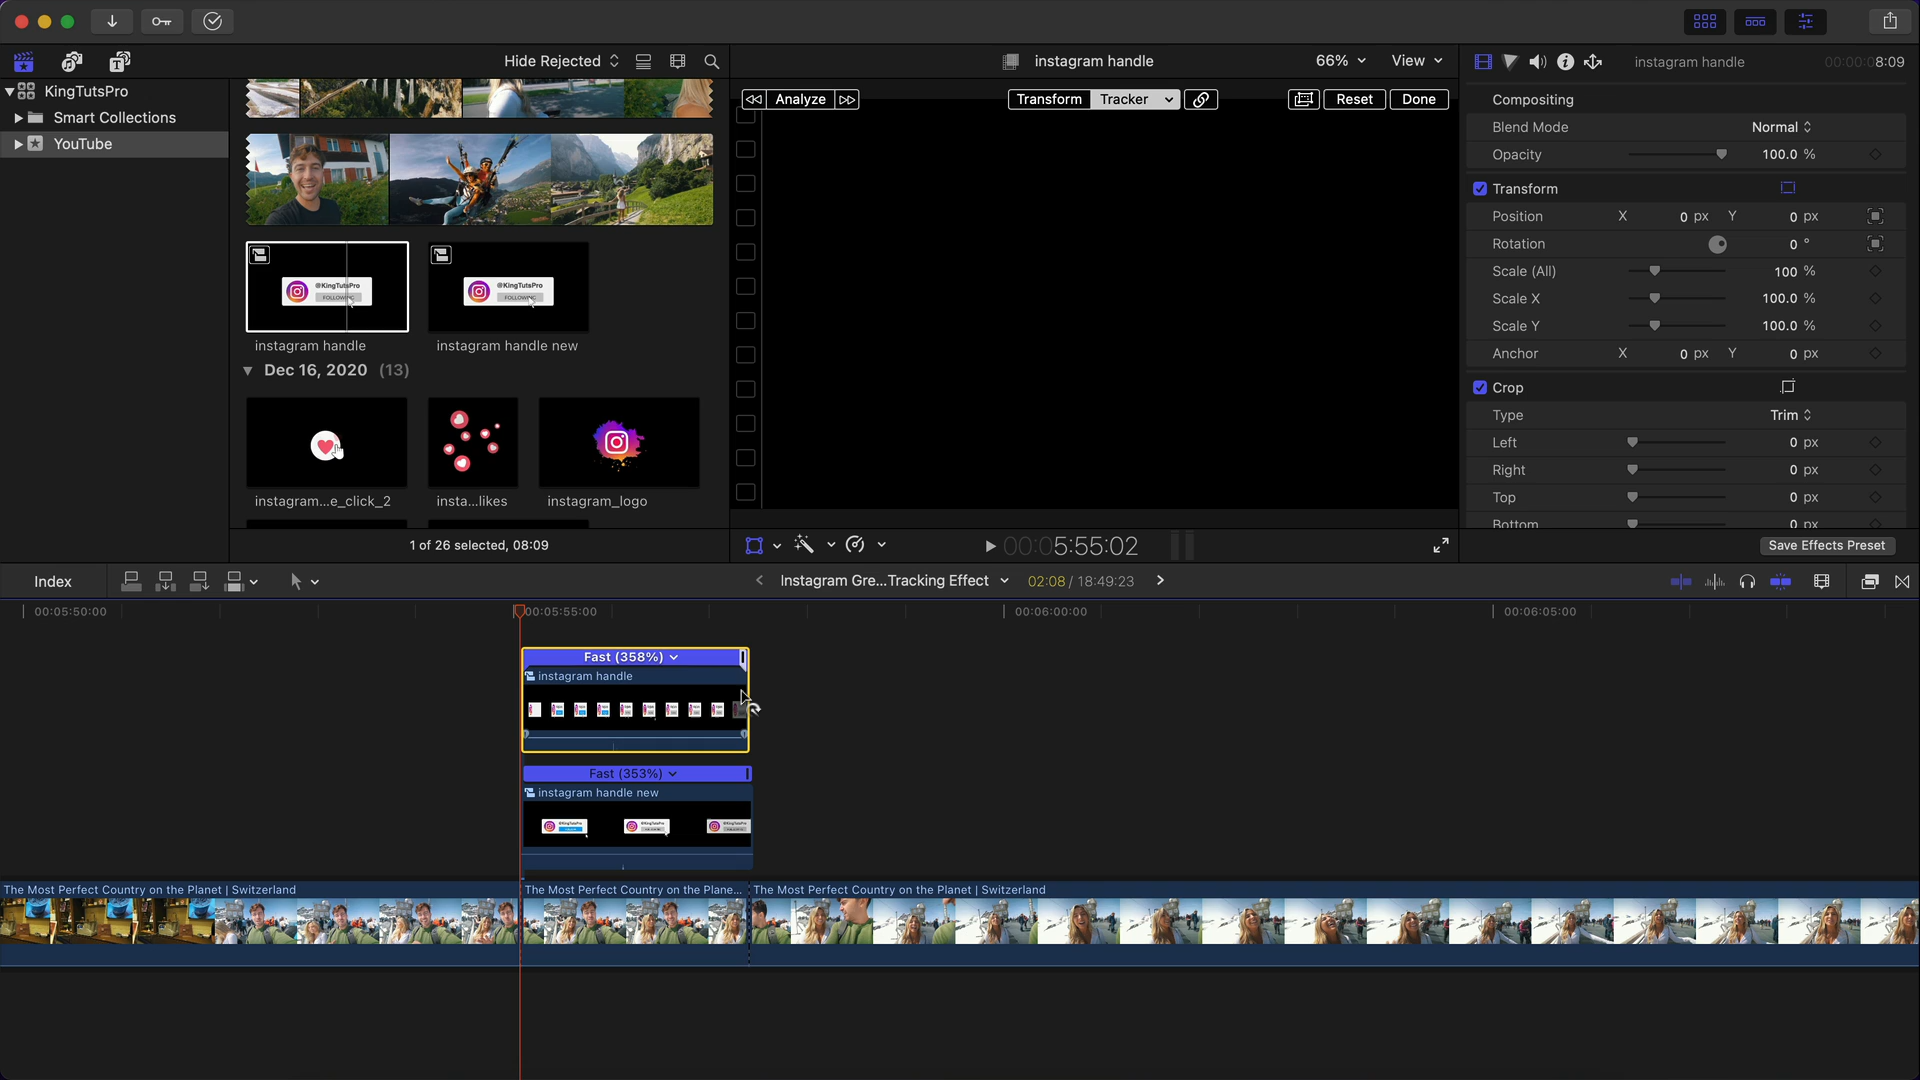 Hide Rejected
instagram handle
66%
View
instagram handle
00:00:08:09
KingTutsPro
Smart Collections
YouTube
Analyze
Transform
Tracker
Reset
Done
@KingTutsPro
FOLLOWING
@KingTutsPro
FOLLOWING
instagram handle
instagram handle new
Dec 16, 2020 (13)
instagram...e_click_2
insta...likes
instagram_logo
1 of 26 selected, 08:09
00:05:55:02
Compositing
Blend Mode Normal
Opacity 100.0 %
Transform
Position X 0 px Y 0 px
Rotation 0 °
Scale (All) 100 %
Scale X 100.0 %
Scale Y 100.0 %
Anchor X 0 px Y 0 px
Crop
Type Trim
Left 0 px
Right 0 px
Top 0 px
Bottom 0 px
Save Effects Preset
Index
Instagram Gre...Tracking Effect
02:08 / 18:49:23
00:05:50:00
00:05:55:00
00:06:00:00
00:06:05:00
Fast (358%)
instagram handle
Fast (353%)
instagram handle new
The Most Perfect Country on the Planet | Switzerland
The Most Perfect Country on the Plane...
The Most Perfect Country on the Planet | Switzerland